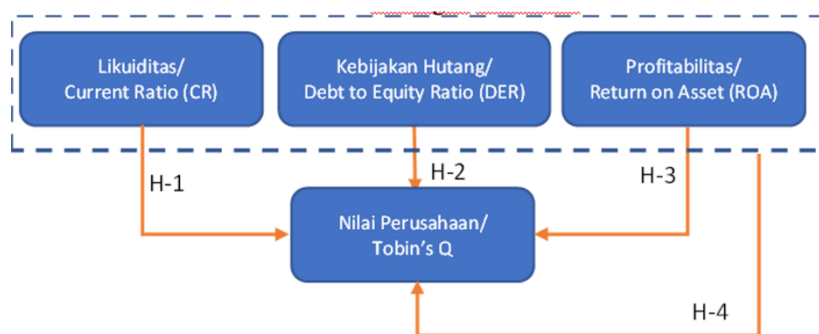 Likuiditas/
Current Ratio (CR)
Kebijakan Hutang/
Debt to Equity Ratio (DER)
Profitabilitas/
Return on Asset (ROA)
H-1
H-2
H-3
Nilai Perusahaan/
Tobin's Q
H-4